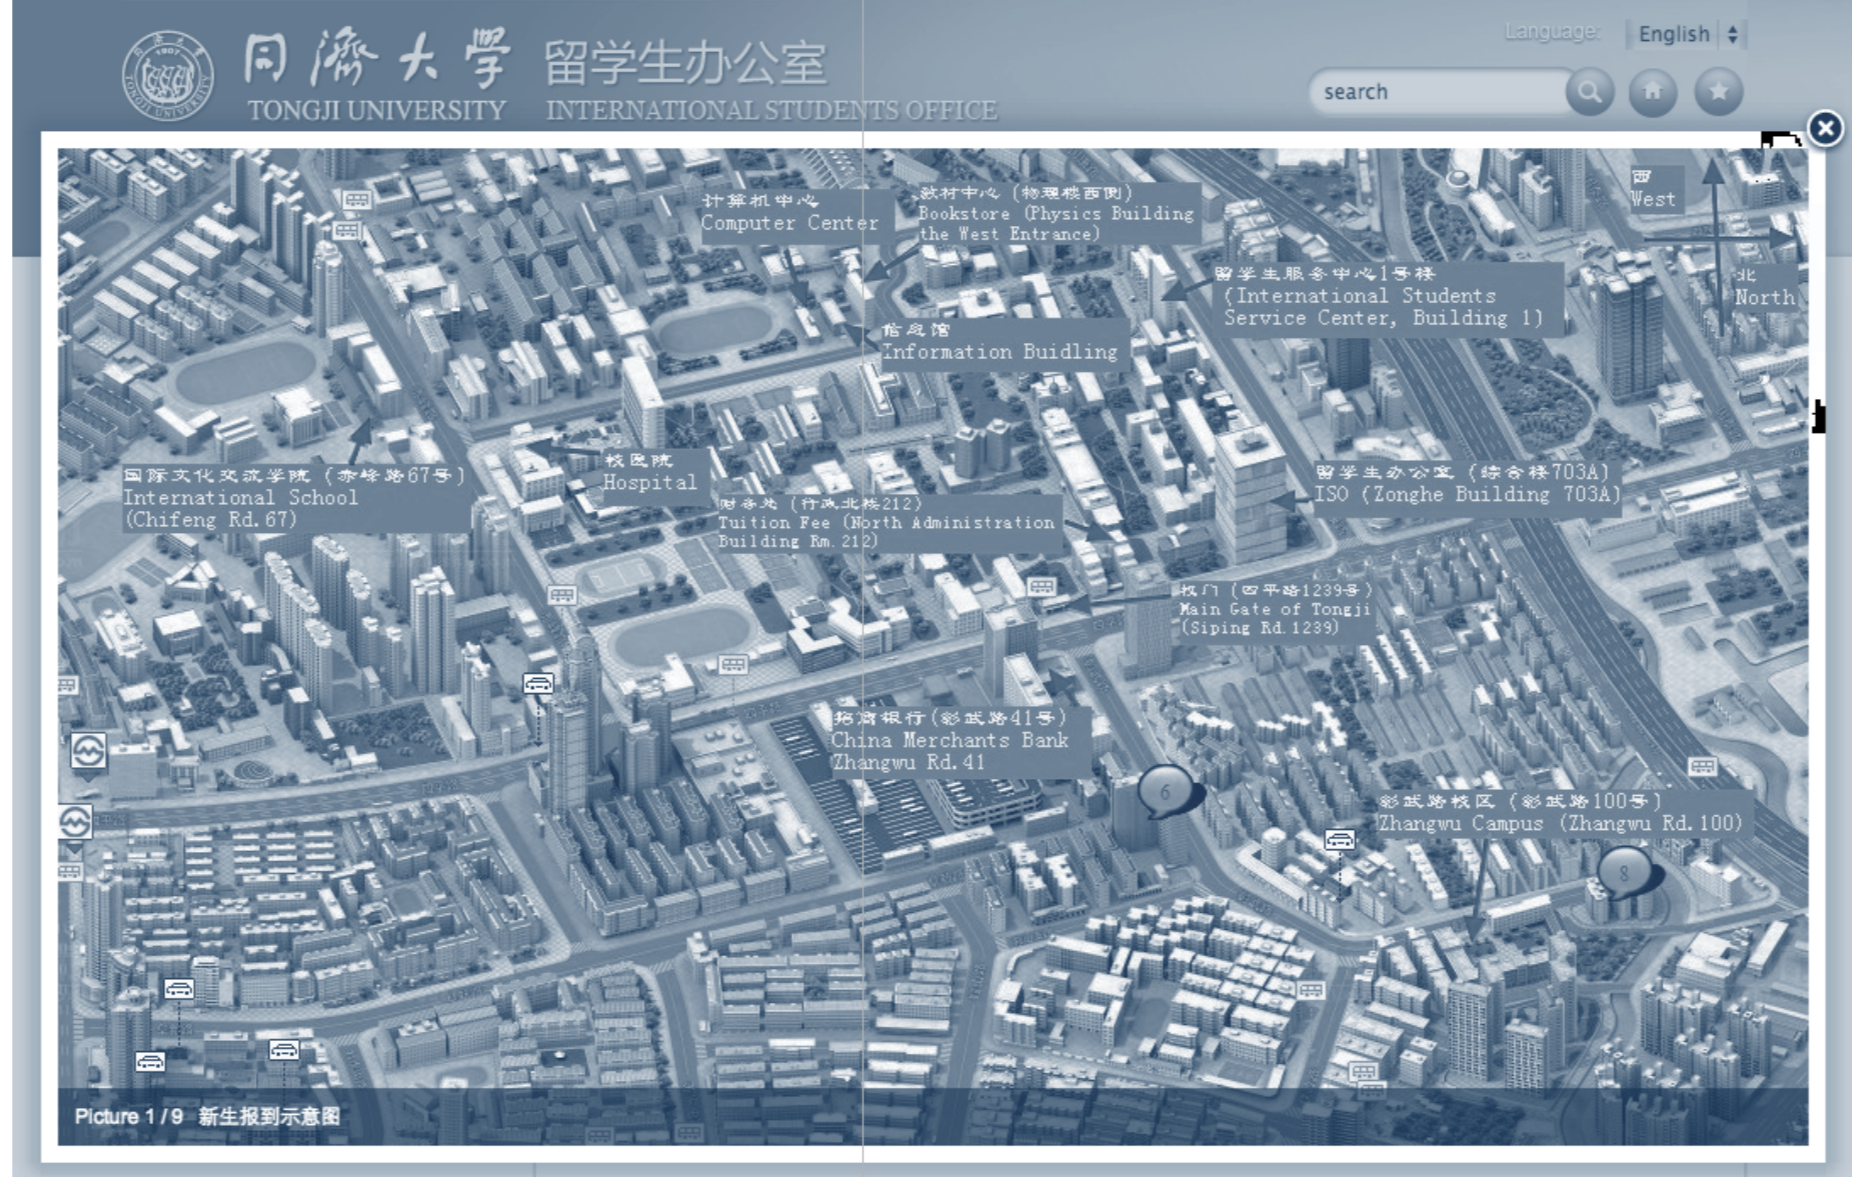 Language:
English
同濟大學
留学生办公室
TONGJI UNIVERSITY
INTERNATIONAL STUDENTS OFFICE
search
计算机中心
Computer Center
教材中心 (物理楼西侧)
Bookstore (Physics Building
the West Entrance)
西
West
北
North
留学生服务中心1号楼
(International Students
Service Center, Building 1)
信息馆
Information Buidling
国际文化交流学院 (赤峰路67号)
International School
(Chifeng Rd.67)
校医院
Hospital
财务处 (行政北楼212)
Tuition Fee (North Administration
Building Rm.212)
留学生办公室 (综合楼703A)
ISO (Zonghe Building 703A)
校门 (四平路1239号)
Main Gate of Tongji
(Siping Rd.1239)
招商银行(彰武路41号)
China Merchants Bank
Zhangwu Rd.41
6
彰武路校区 (彰武路100号)
Zhangwu Campus (Zhangwu Rd.100)
8
Picture 1 / 9 新生报到示意图